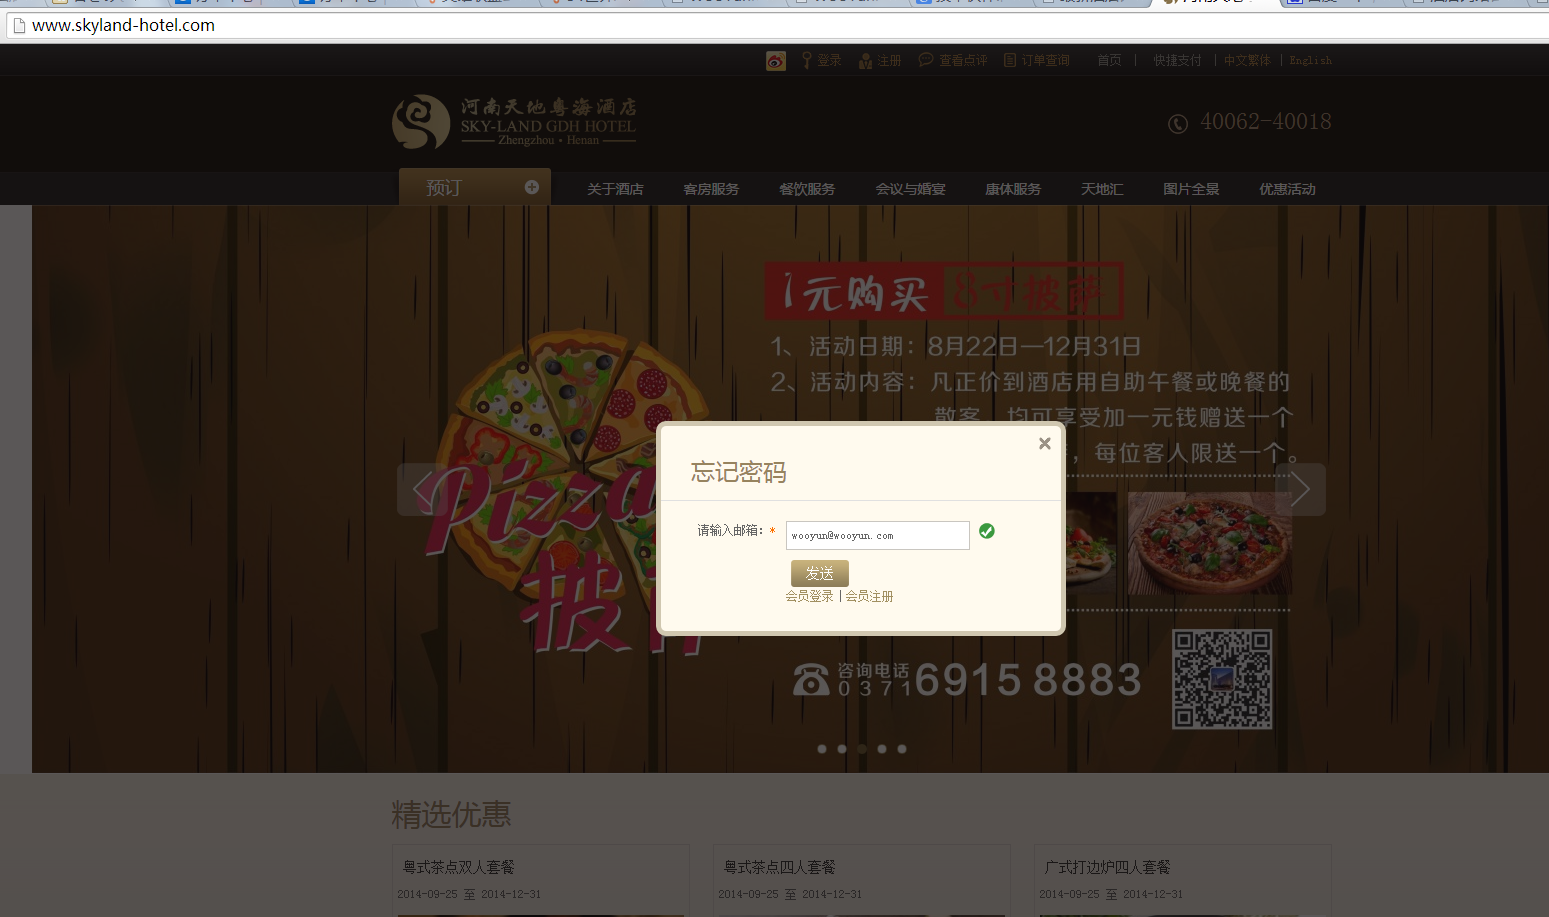 www.skyland-hotel.com
登录 注册 查看点评 订单查询 首页 | 快捷支付 | 中文繁体 | English
河南天地粤海酒店
SKY-LAND GDH HOTEL
Zhengzhou · Henan
40062-40018
预订 关于酒店 客房服务 餐饮服务 会议与婚宴 康体服务 天地汇 图片全景 优惠活动
1元购买 8寸披萨
1、活动日期：8月22日—12月31日
2、活动内容：凡正价到酒店用自助午餐或晚餐的
散客，均可享受加一元钱赠送一个
，每位客人限送一个。
Pizza
披
忘记密码
请输入邮箱：*
wooyun@wooyun.com
发送
会员登录 | 会员注册
咨询电话
0371 6915 8883
精选优惠
粤式茶点双人套餐
2014-09-25 至 2014-12-31
粤式茶点四人套餐
2014-09-25 至 2014-12-31
广式打边炉四人套餐
2014-09-25 至 2014-12-31